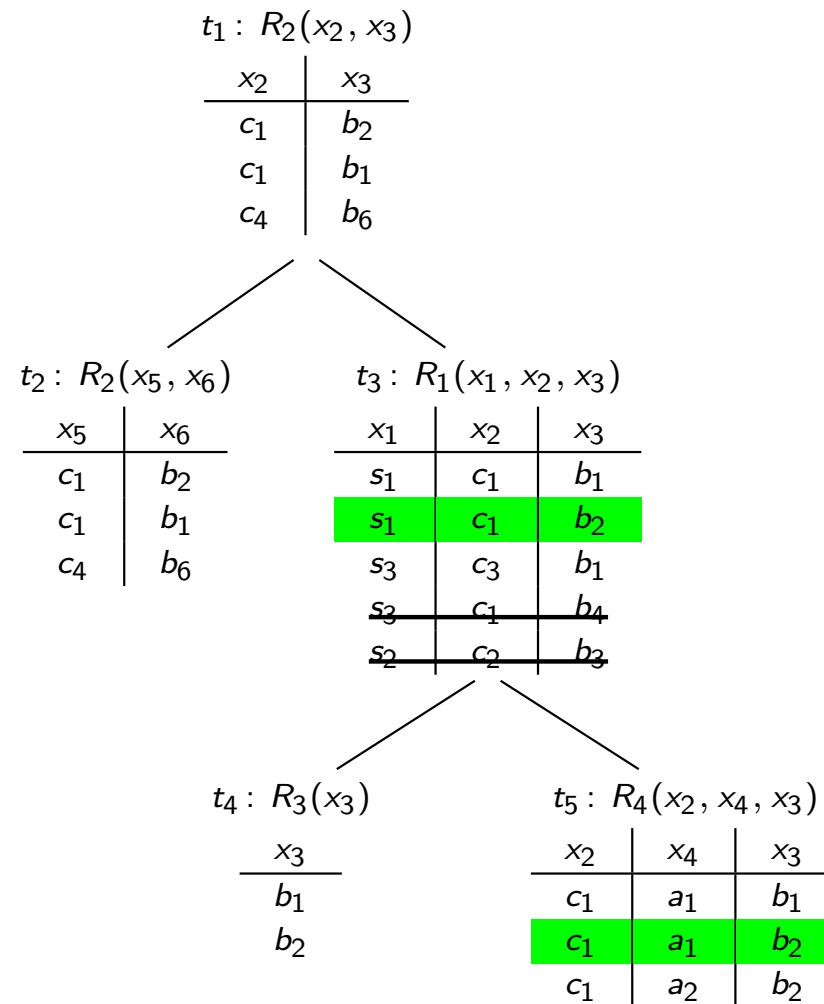 t₁ : R₂(x₂, x₃)
x₂ x₃
c₁ b₂
c₁ b₁
c₄ b₆
t₂ : R₂(x₅, x₆)
x₅ x₆
c₁ b₂
c₁ b₁
c₄ b₆
t₃ : R₁(x₁, x₂, x₃)
x₁ x₂ x₃
s₁ c₁ b₁
s₁ c₁ b₂
s₃ c₃ b₁
s₃ c₁ b₄
s₂ c₂ b₃
t₄ : R₃(x₃)
x₃
b₁
b₂
t₅ : R₄(x₂, x₄, x₃)
x₂ x₄ x₃
c₁ a₁ b₁
c₁ a₁ b₂
c₁ a₂ b₂